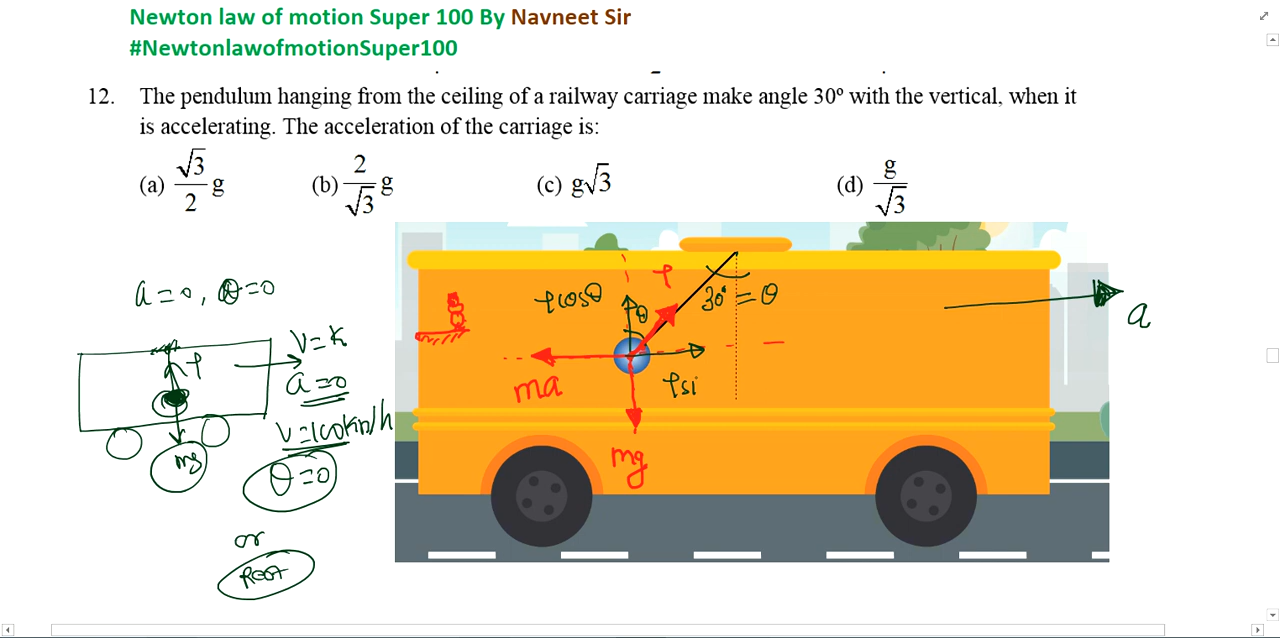 Newton law of motion Super 100 By Navneet Sir
#NewtonlawofmotionSuper100
12. The pendulum hanging from the ceiling of a railway carriage make angle 30º with the vertical, when it
is accelerating. The acceleration of the carriage is:
(a) √3/2 g (b) 2/√3 g (c) g√3 (d) g/√3
a=0, θ=0
T
V=K
a=0
V=100km/h
mg
θ=0
or
Rest
T
Tcosθ
θ
30°=θ
a
ma
Tsi
mg